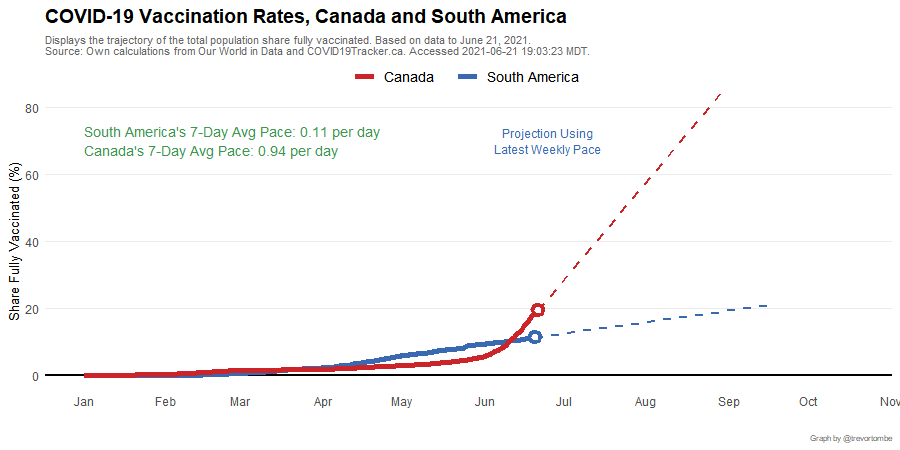 COVID-19 Vaccination Rates, Canada and South America
Displays the trajectory of the total population share fully vaccinated. Based on data to June 21, 2021.
Source: Own calculations from Our World in Data and COVID19Tracker.ca. Accessed 2021-06-21 19:03:23 MDT.
Canada
South America
80
60
40
20
0
Share Fully Vaccinated (%)
South America's 7-Day Avg Pace: 0.11 per day
Canada's 7-Day Avg Pace: 0.94 per day
Projection Using
Latest Weekly Pace
Jan Feb Mar Apr May Jun Jul Aug Sep Oct Nov
Graph by @trevortombe